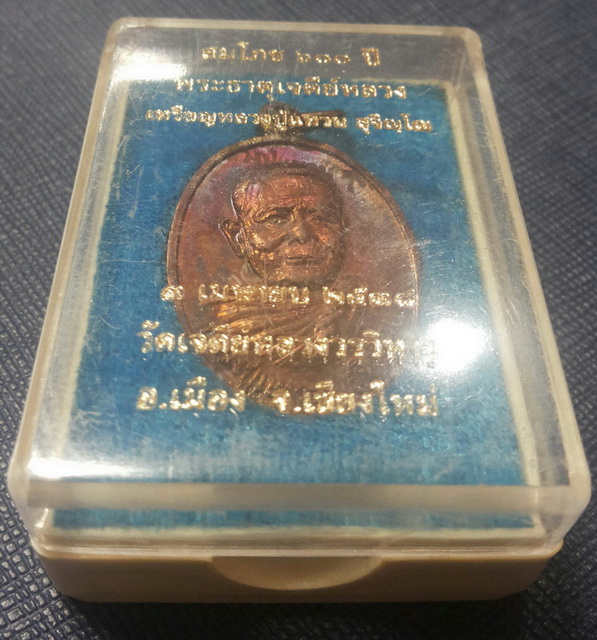 สมโภช ๖๐๐ ปี
พระธาตุเจดีย์หลวง
เหรียญหลวงปู่แหวน สุจิณฺโณ
๓ เมษายน ๒๕๓๘
วัดเจดีย์หลวงวรวิหาร
อ.เมือง จ.เชียงใหม่